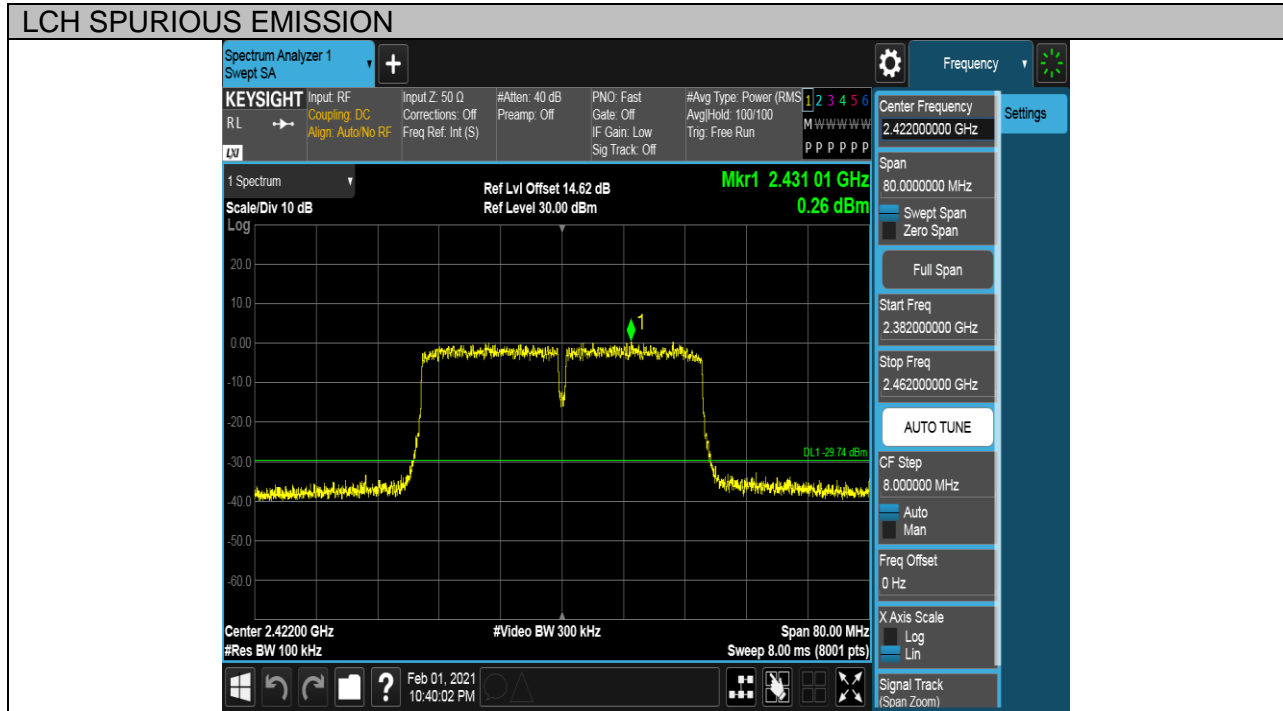 LCH SPURIOUS EMISSION
Spectrum Analyzer 1
Swept SA
Frequency
KEYSIGHT
RL
LXI
Input: RF
Coupling: DC
Align: Auto/No RF
Input Z: 50 Ω
Corrections: Off
Freq Ref: Int (S)
#Atten: 40 dB
Preamp: Off
PNO: Fast
Gate: Off
IF Gain: Low
Sig Track: Off
#Avg Type: Power (RMS
Avg|Hold: 100/100
Trig: Free Run
1 2 3 4 5 6
M W W W W W
P P P P P P
1 Spectrum
Scale/Div 10 dB
Log
Ref Lvl Offset 14.62 dB
Ref Level 30.00 dBm
Mkr1 2.431 01 GHz
0.26 dBm
20.0
10.0
0.00
-10.0
-20.0
-30.0
-40.0
-50.0
-60.0
1
DL1 -29.74 dBm
Center 2.42200 GHz
#Res BW 100 kHz
#Video BW 300 kHz
Span 80.00 MHz
Sweep 8.00 ms (8001 pts)
Feb 01, 2021
10:40:02 PM
Settings
Center Frequency
2.422000000 GHz
Span
80.0000000 MHz
Swept Span
Zero Span
Full Span
Start Freq
2.382000000 GHz
Stop Freq
2.462000000 GHz
AUTO TUNE
CF Step
8.000000 MHz
Auto
Man
Freq Offset
0 Hz
X Axis Scale
Log
Lin
Signal Track
(Span Zoom)